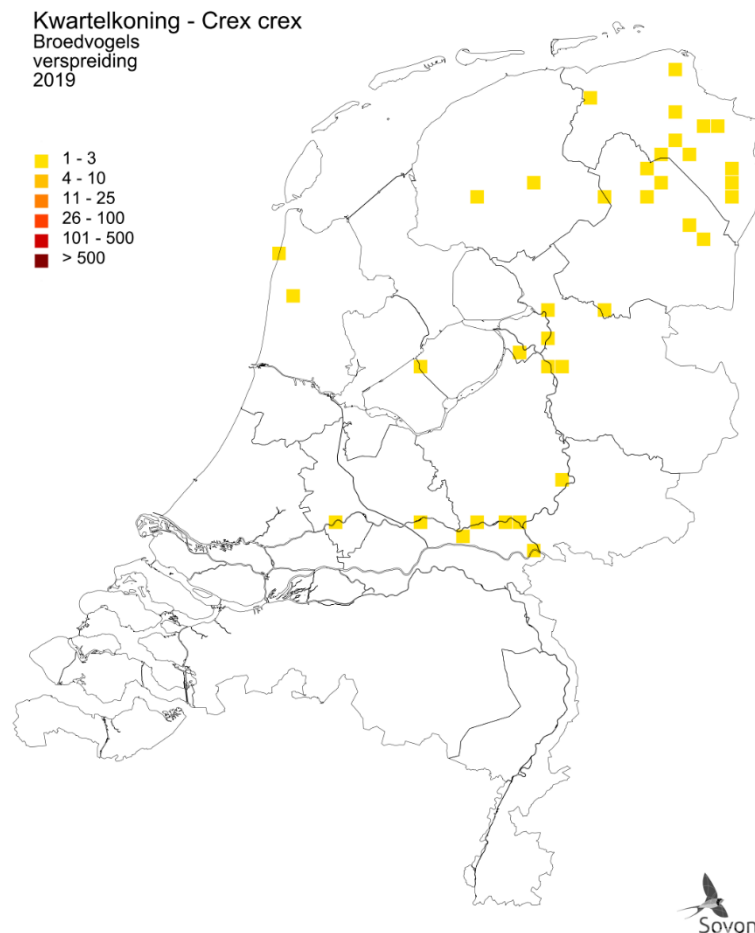 Kwartelkoning - Crex crex
Broedvogels
verspreiding
2019
1 - 3
4 - 10
11 - 25
26 - 100
101 - 500
> 500
Sovon